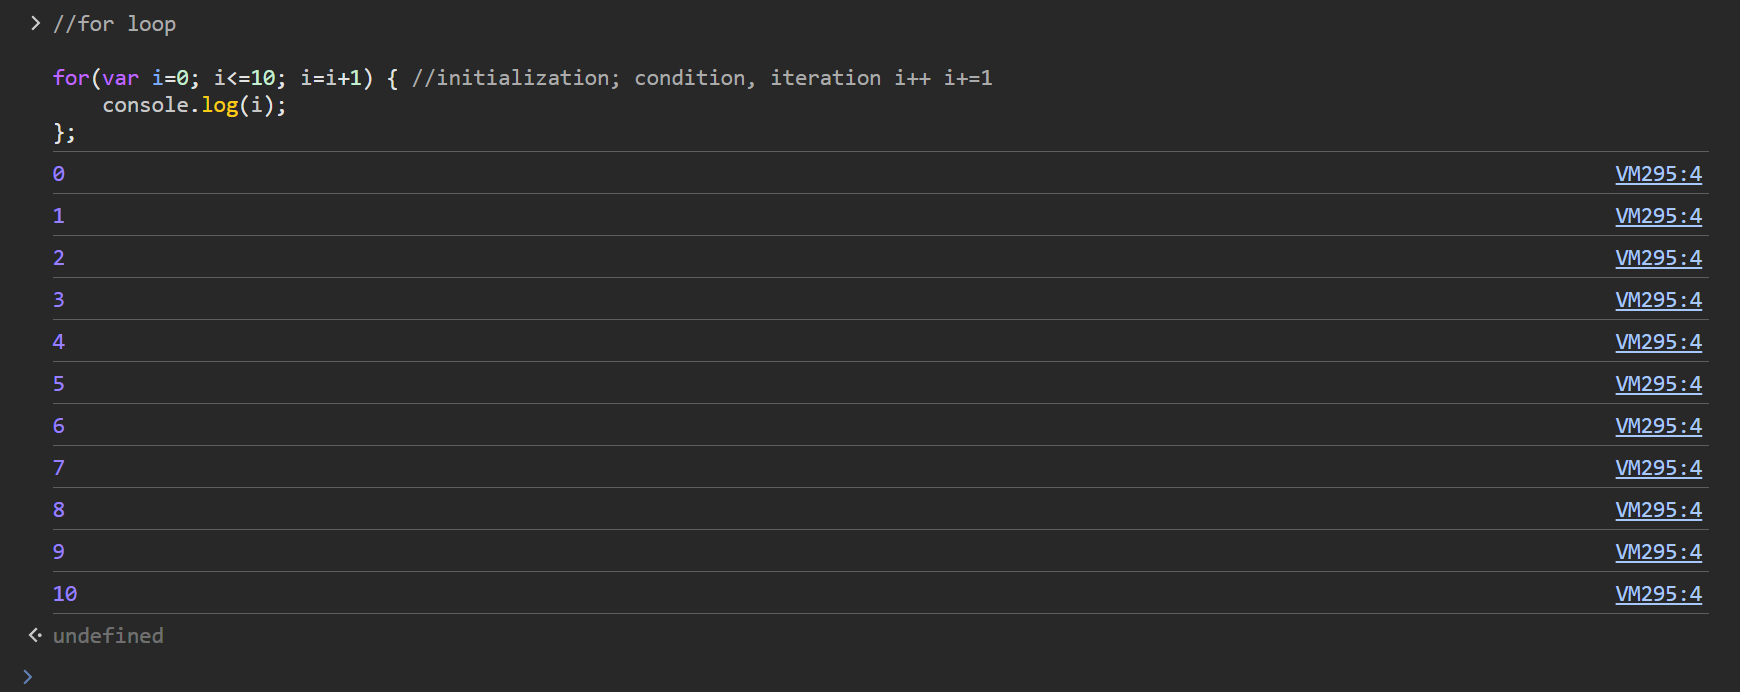 > //for loop
for(var i=0; i<=10; i=i+1) { //initialization; condition, iteration i++ i+=1
    console.log(i);
};
0 VM295:4
1 VM295:4
2 VM295:4
3 VM295:4
4 VM295:4
5 VM295:4
6 VM295:4
7 VM295:4
8 VM295:4
9 VM295:4
10 VM295:4
undefined
>